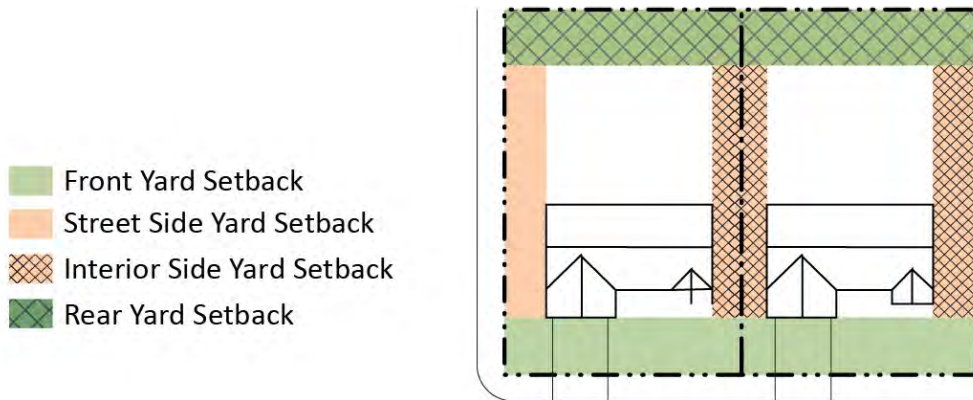 Front Yard Setback
Street Side Yard Setback
Interior Side Yard Setback
Rear Yard Setback